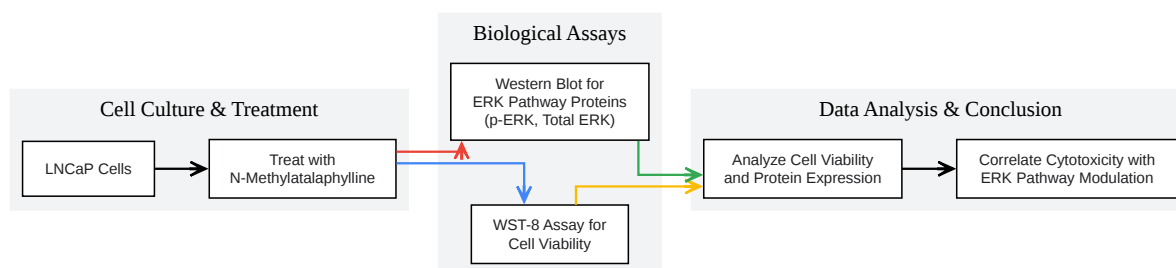 Cell Culture & Treatment
LNCaP Cells
Treat with
N-Methylatalaphylline
Biological Assays
Western Blot for
ERK Pathway Proteins
(p-ERK, Total ERK)
WST-8 Assay for
Cell Viability
Data Analysis & Conclusion
Analyze Cell Viability
and Protein Expression
Correlate Cytotoxicity with
ERK Pathway Modulation